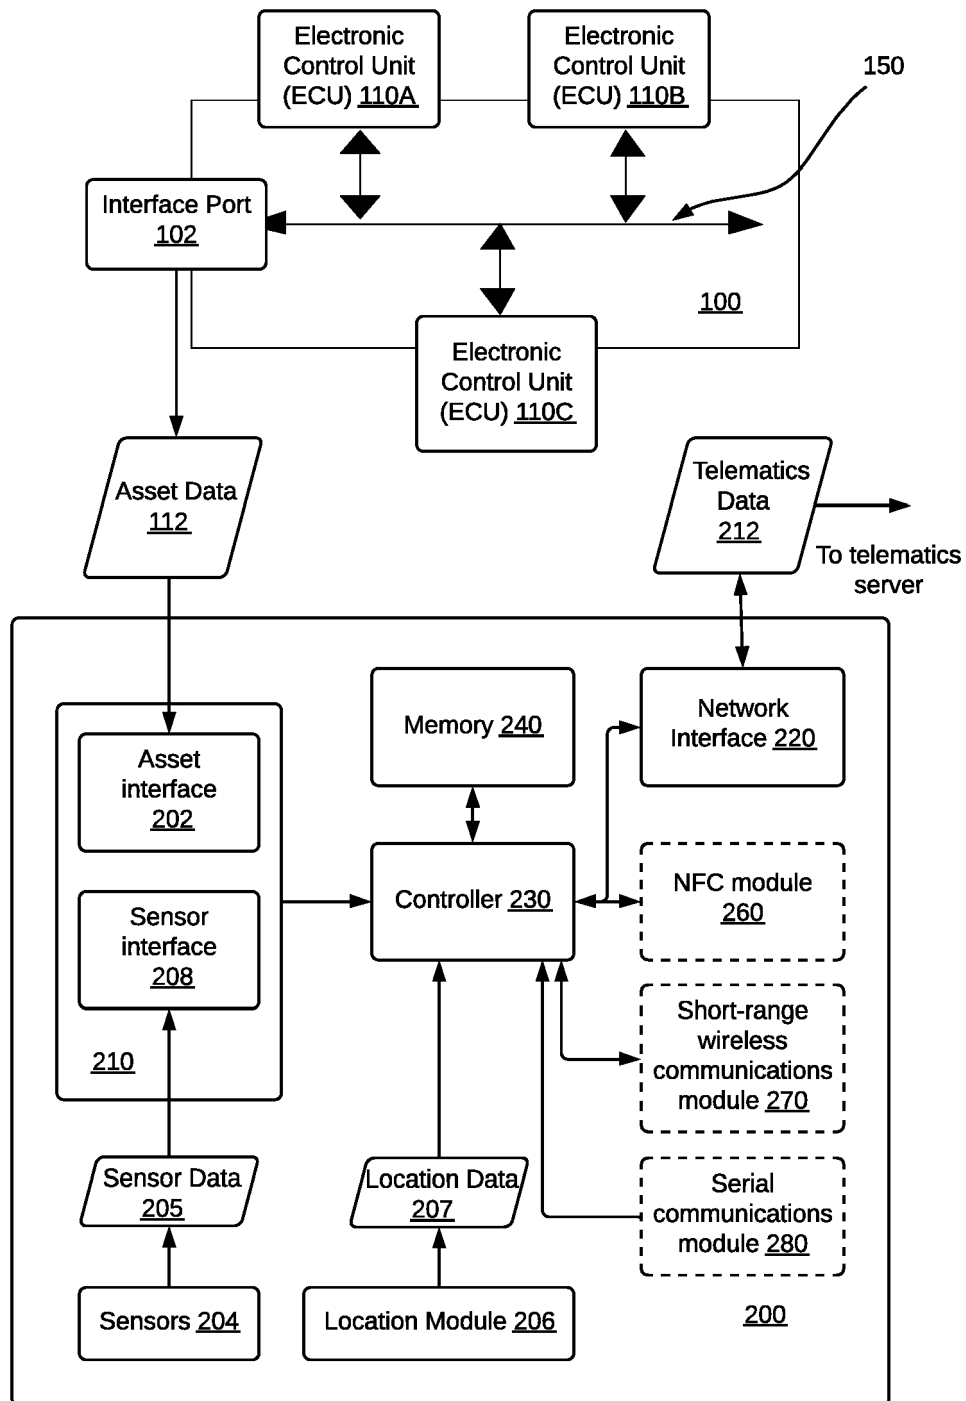 Electronic
Control Unit
(ECU) 110A
Electronic
Control Unit
(ECU) 110B
150
Interface Port
102
100
Electronic
Control Unit
(ECU) 110C
Asset Data
112
Telematics
Data
212
To telematics
server
Asset
interface
202
Memory 240
Network
Interface 220
Sensor
interface
208
Controller 230
NFC module
260
210
Short-range
wireless
communications
module 270
Sensor Data
205
Location Data
207
Serial
communications
module 280
Sensors 204
Location Module 206
200